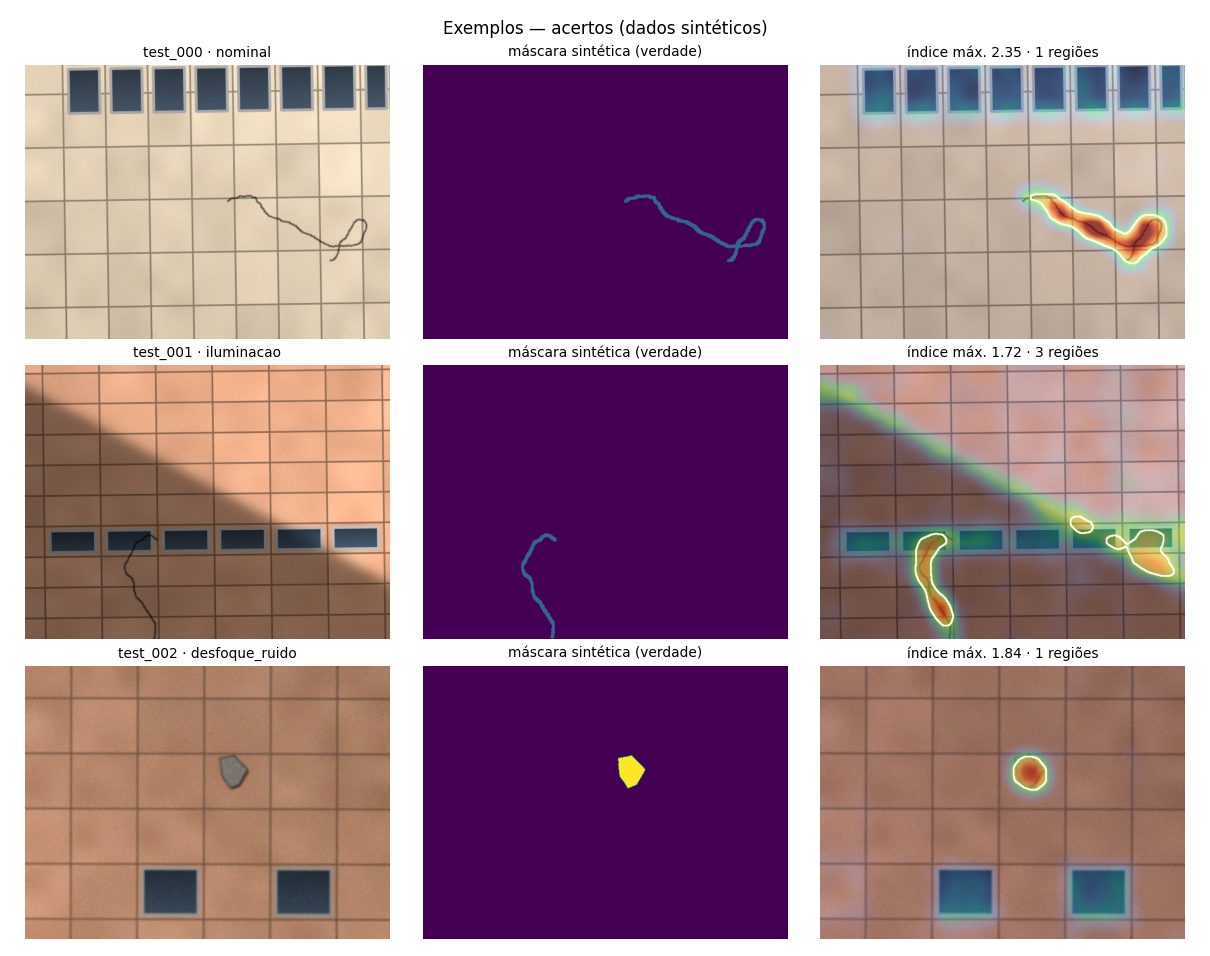 Exemplos — acertos (dados sintéticos)
test_000 · nominal
máscara sintética (verdade)
índice máx. 2.35 · 1 regiões
test_001 · iluminacao
máscara sintética (verdade)
índice máx. 1.72 · 3 regiões
test_002 · desfoque_ruido
máscara sintética (verdade)
índice máx. 1.84 · 1 regiões